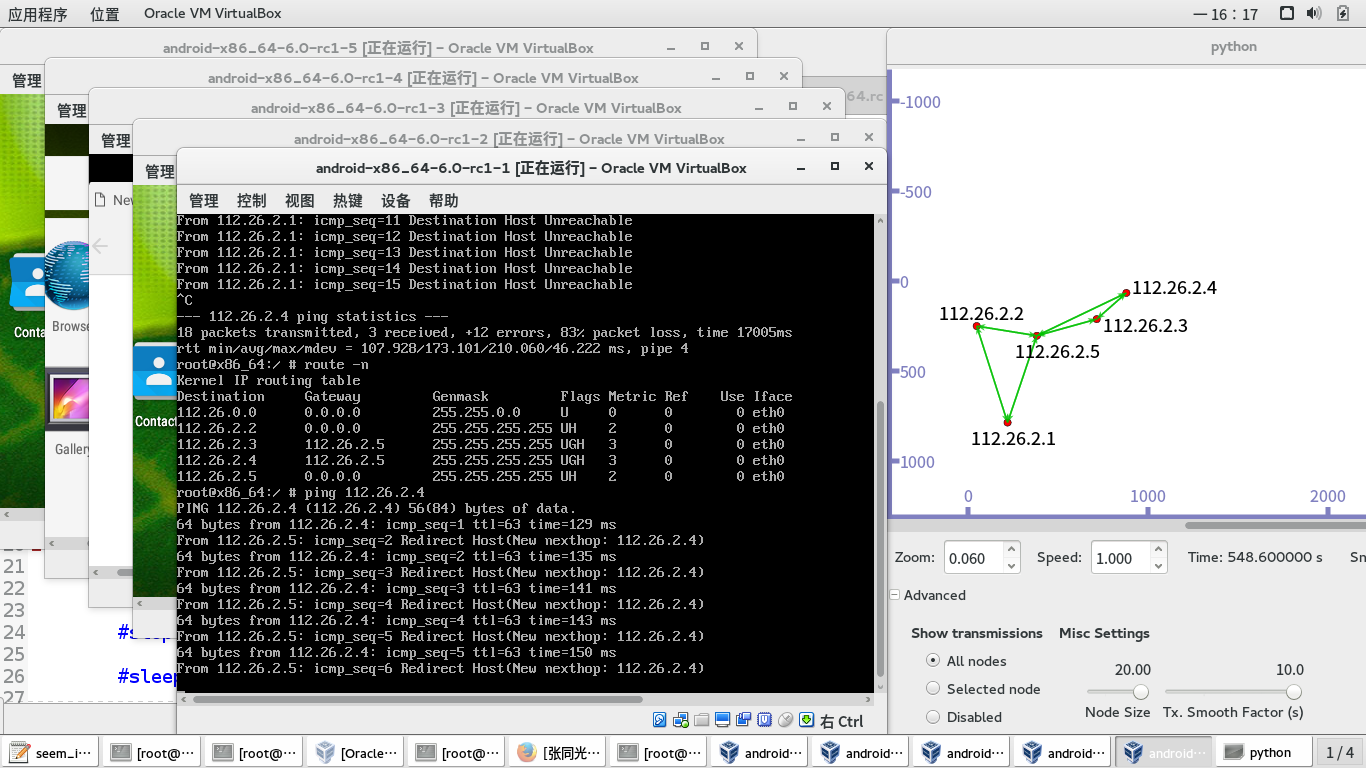 应用程序 位置 Oracle VM VirtualBox
一 16：17
android-x86_64-6.0-rc1-5 [正在运行] - Oracle VM VirtualBox
管理
android-x86_64-6.0-rc1-4 [正在运行] - Oracle VM VirtualBox
管理
android-x86_64-6.0-rc1-3 [正在运行] - Oracle VM VirtualBox
64.rc
管理
android-x86_64-6.0-rc1-2 [正在运行] - Oracle VM VirtualBox
管理
android-x86_64-6.0-rc1-1 [正在运行] - Oracle VM VirtualBox
管理 控制 视图 热键 设备 帮助
New
Conta
Browse
Gallery
Contact
From 112.26.2.1: icmp_seq=11 Destination Host Unreachable
From 112.26.2.1: icmp_seq=12 Destination Host Unreachable
From 112.26.2.1: icmp_seq=13 Destination Host Unreachable
From 112.26.2.1: icmp_seq=14 Destination Host Unreachable
From 112.26.2.1: icmp_seq=15 Destination Host Unreachable
^C
--- 112.26.2.4 ping statistics ---
18 packets transmitted, 3 received, +12 errors, 83% packet loss, time 17005ms
rtt min/avg/max/mdev = 107.928/173.101/210.060/46.222 ms, pipe 4
root@x86_64:/ # route -n
Kernel IP routing table
Destination Gateway Genmask Flags Metric Ref Use Iface
112.26.0.0 0.0.0.0 255.255.0.0 U 0 0 0 eth0
112.26.2.2 0.0.0.0 255.255.255.255 UH 2 0 0 eth0
112.26.2.3 112.26.2.5 255.255.255.255 UGH 3 0 0 eth0
112.26.2.4 112.26.2.5 255.255.255.255 UGH 3 0 0 eth0
112.26.2.5 0.0.0.0 255.255.255.255 UH 2 0 0 eth0
root@x86_64:/ # ping 112.26.2.4
PING 112.26.2.4 (112.26.2.4) 56(84) bytes of data.
64 bytes from 112.26.2.4: icmp_seq=1 ttl=63 time=129 ms
From 112.26.2.5: icmp_seq=2 Redirect Host(New nexthop: 112.26.2.4)
64 bytes from 112.26.2.4: icmp_seq=2 ttl=63 time=135 ms
From 112.26.2.5: icmp_seq=3 Redirect Host(New nexthop: 112.26.2.4)
64 bytes from 112.26.2.4: icmp_seq=3 ttl=63 time=141 ms
From 112.26.2.5: icmp_seq=4 Redirect Host(New nexthop: 112.26.2.4)
64 bytes from 112.26.2.4: icmp_seq=4 ttl=63 time=143 ms
From 112.26.2.5: icmp_seq=5 Redirect Host(New nexthop: 112.26.2.4)
64 bytes from 112.26.2.4: icmp_seq=5 ttl=63 time=150 ms
From 112.26.2.5: icmp_seq=6 Redirect Host(New nexthop: 112.26.2.4)
右 Ctrl
21
22
23
24 #sleep
25
26 #sleep
27
python
-1000
-500
0
500
1000
112.26.2.4
112.26.2.2
112.26.2.3
112.26.2.5
112.26.2.1
0 1000 2000
Zoom: 0.060 Speed: 1.000 Time: 548.600000 s Sn
Advanced
Show transmissions Misc Settings
All nodes 20.00 10.0
Selected node
Node Size Tx. Smooth Factor (s)
Disabled
seem_i··· [root@··· [root@··· [Oracle··· [root@··· [张同光··· [root@··· android··· android··· android··· android··· android··· python 1 / 4